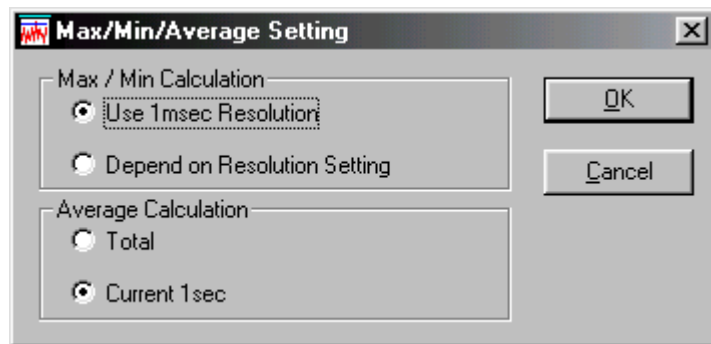 Max/Min/Average Setting
Max / Min Calculation
Use 1msec Resolution
Depend on Resolution Setting
OK
Cancel
Average Calculation
Total
Current 1sec